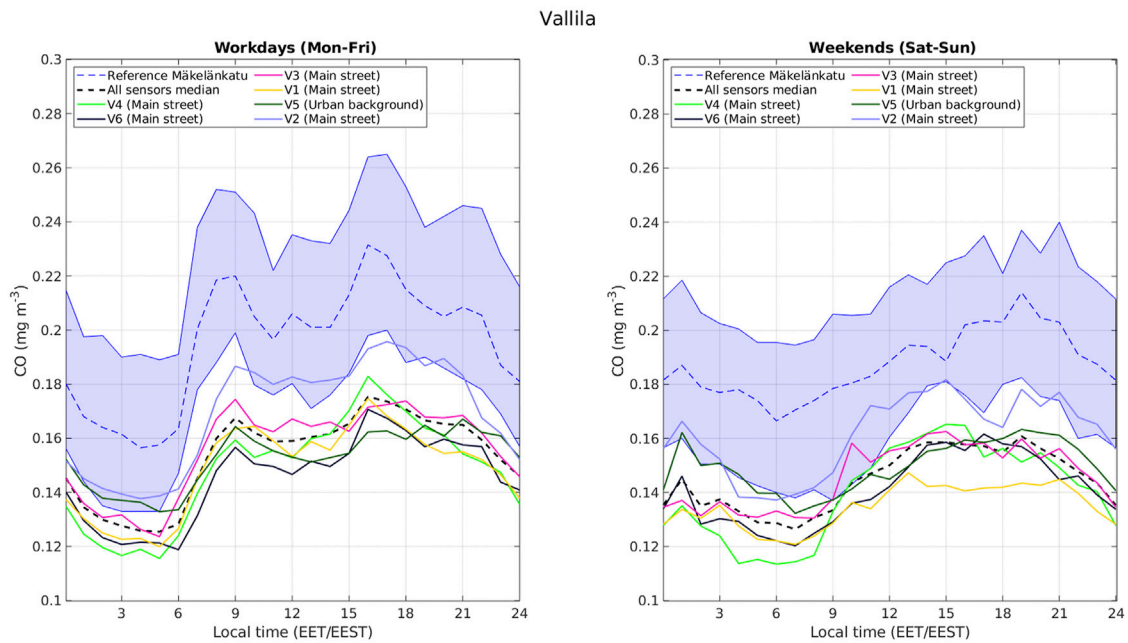 Vallila
Workdays (Mon-Fri)
0.3
0.28
0.26
0.24
0.22
0.2
0.18
0.16
0.14
0.12
0.1
CO (mg m-3)
Reference Mäkelänkatu
All sensors median
V4 (Main street)
V6 (Main street)
V3 (Main street)
V1 (Main street)
V5 (Urban background)
V2 (Main street)
3 6 9 12 15 18 21 24
Local time (EET/EEST)
Weekends (Sat-Sun)
0.3
0.28
0.26
0.24
0.22
0.2
0.18
0.16
0.14
0.12
0.1
CO (mg m-3)
Reference Mäkelänkatu
All sensors median
V4 (Main street)
V6 (Main street)
V3 (Main street)
V1 (Main street)
V5 (Urban background)
V2 (Main street)
3 6 9 12 15 18 21 24
Local time (EET/EEST)